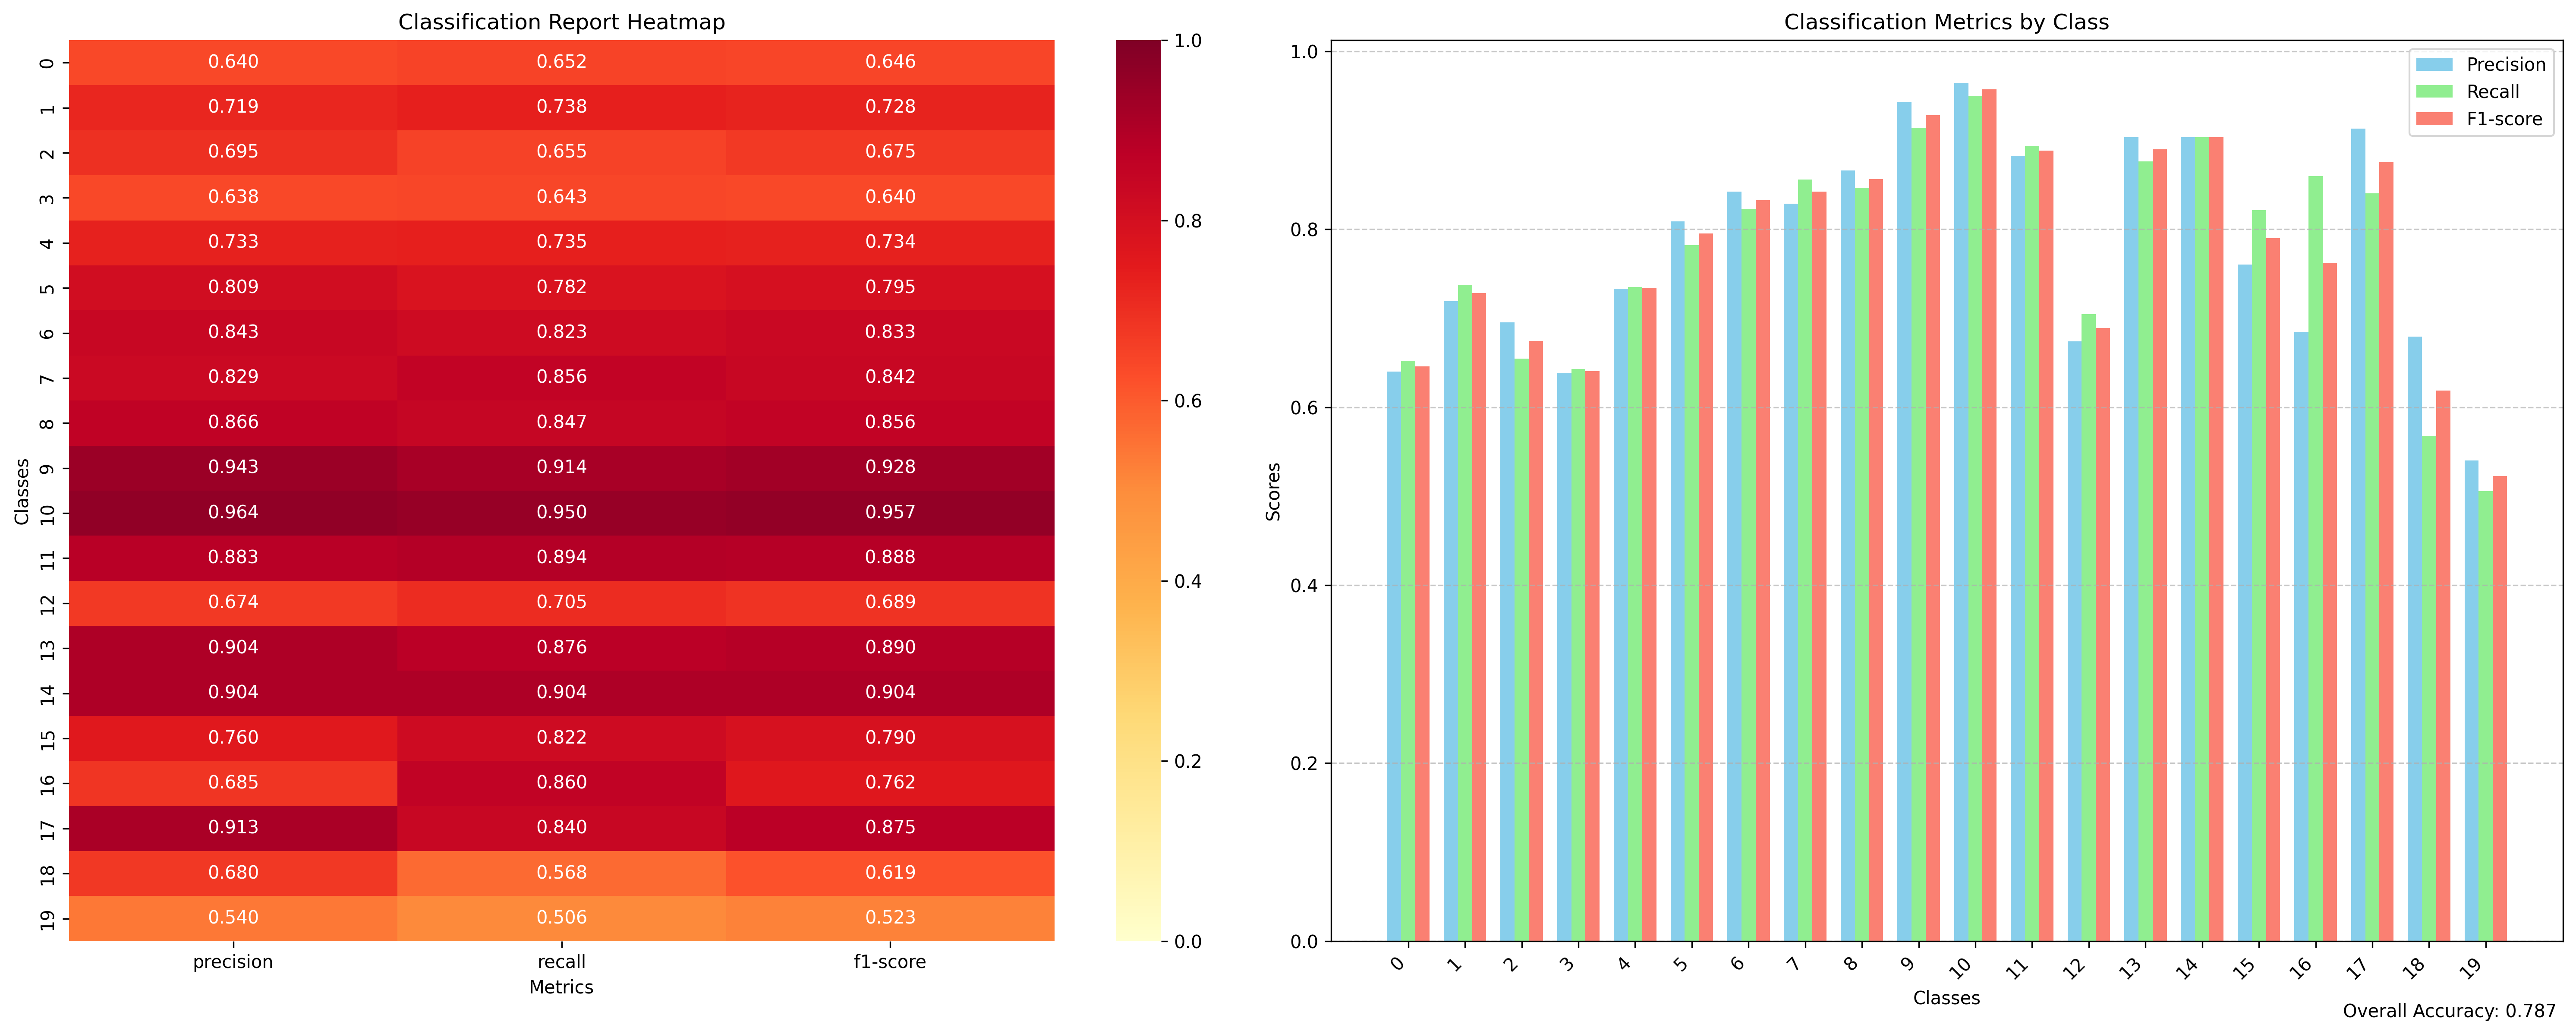 Classification Report Heatmap
Classes
0 0.640 0.652 0.646
1 0.719 0.738 0.728
2 0.695 0.655 0.675
3 0.638 0.643 0.640
4 0.733 0.735 0.734
5 0.809 0.782 0.795
6 0.843 0.823 0.833
7 0.829 0.856 0.842
8 0.866 0.847 0.856
9 0.943 0.914 0.928
10 0.964 0.950 0.957
11 0.883 0.894 0.888
12 0.674 0.705 0.689
13 0.904 0.876 0.890
14 0.904 0.904 0.904
15 0.760 0.822 0.790
16 0.685 0.860 0.762
17 0.913 0.840 0.875
18 0.680 0.568 0.619
19 0.540 0.506 0.523
precision recall f1-score
Metrics
1.0
0.8
0.6
0.4
0.2
0.0
Classification Metrics by Class
Precision
Recall
F1-score
Scores
1.0
0.8
0.6
0.4
0.2
0.0
0 1 2 3 4 5 6 7 8 9 10 11 12 13 14 15 16 17 18 19
Classes
Overall Accuracy: 0.787